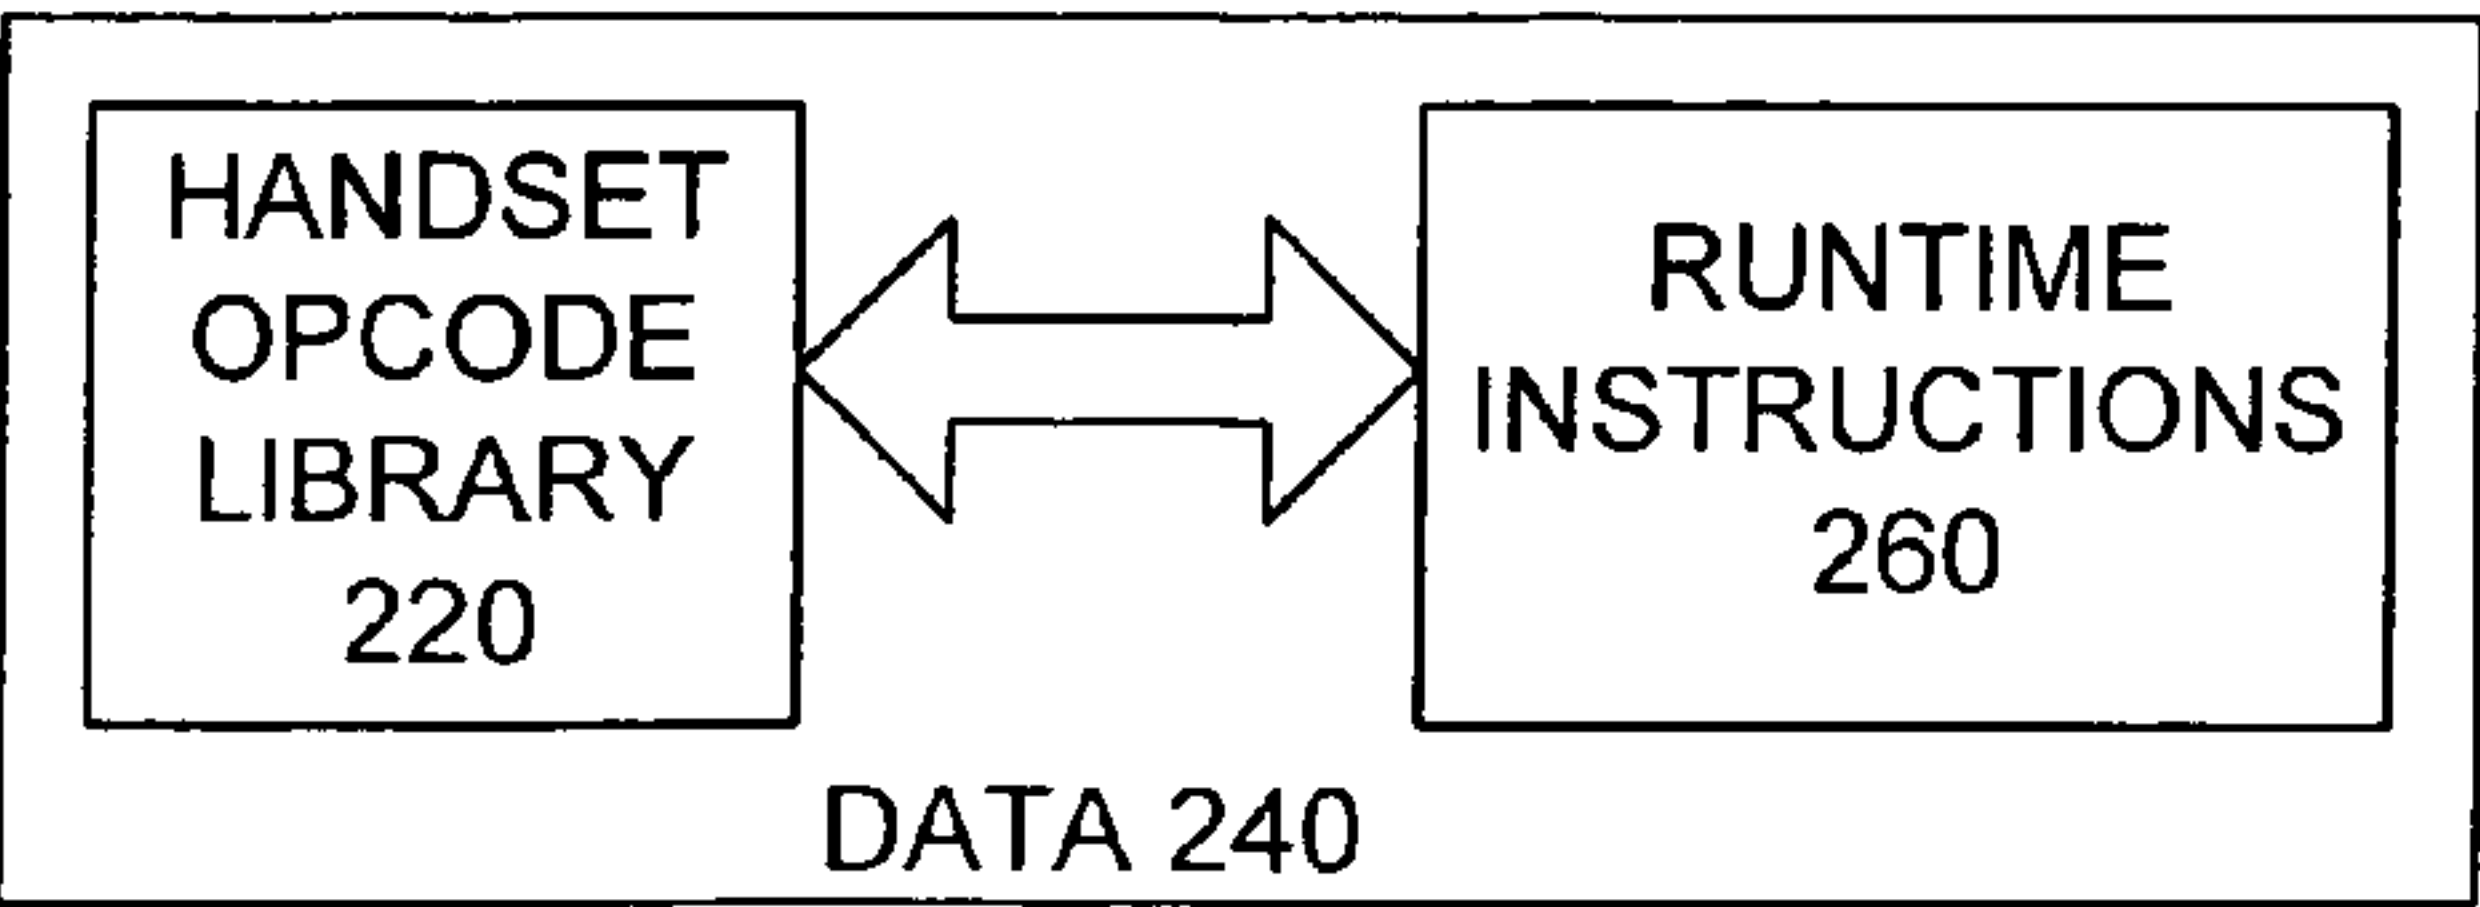 HANDSET
OPCODE
LIBRARY
220
RUNTIME
INSTRUCTIONS
260
DATA 240